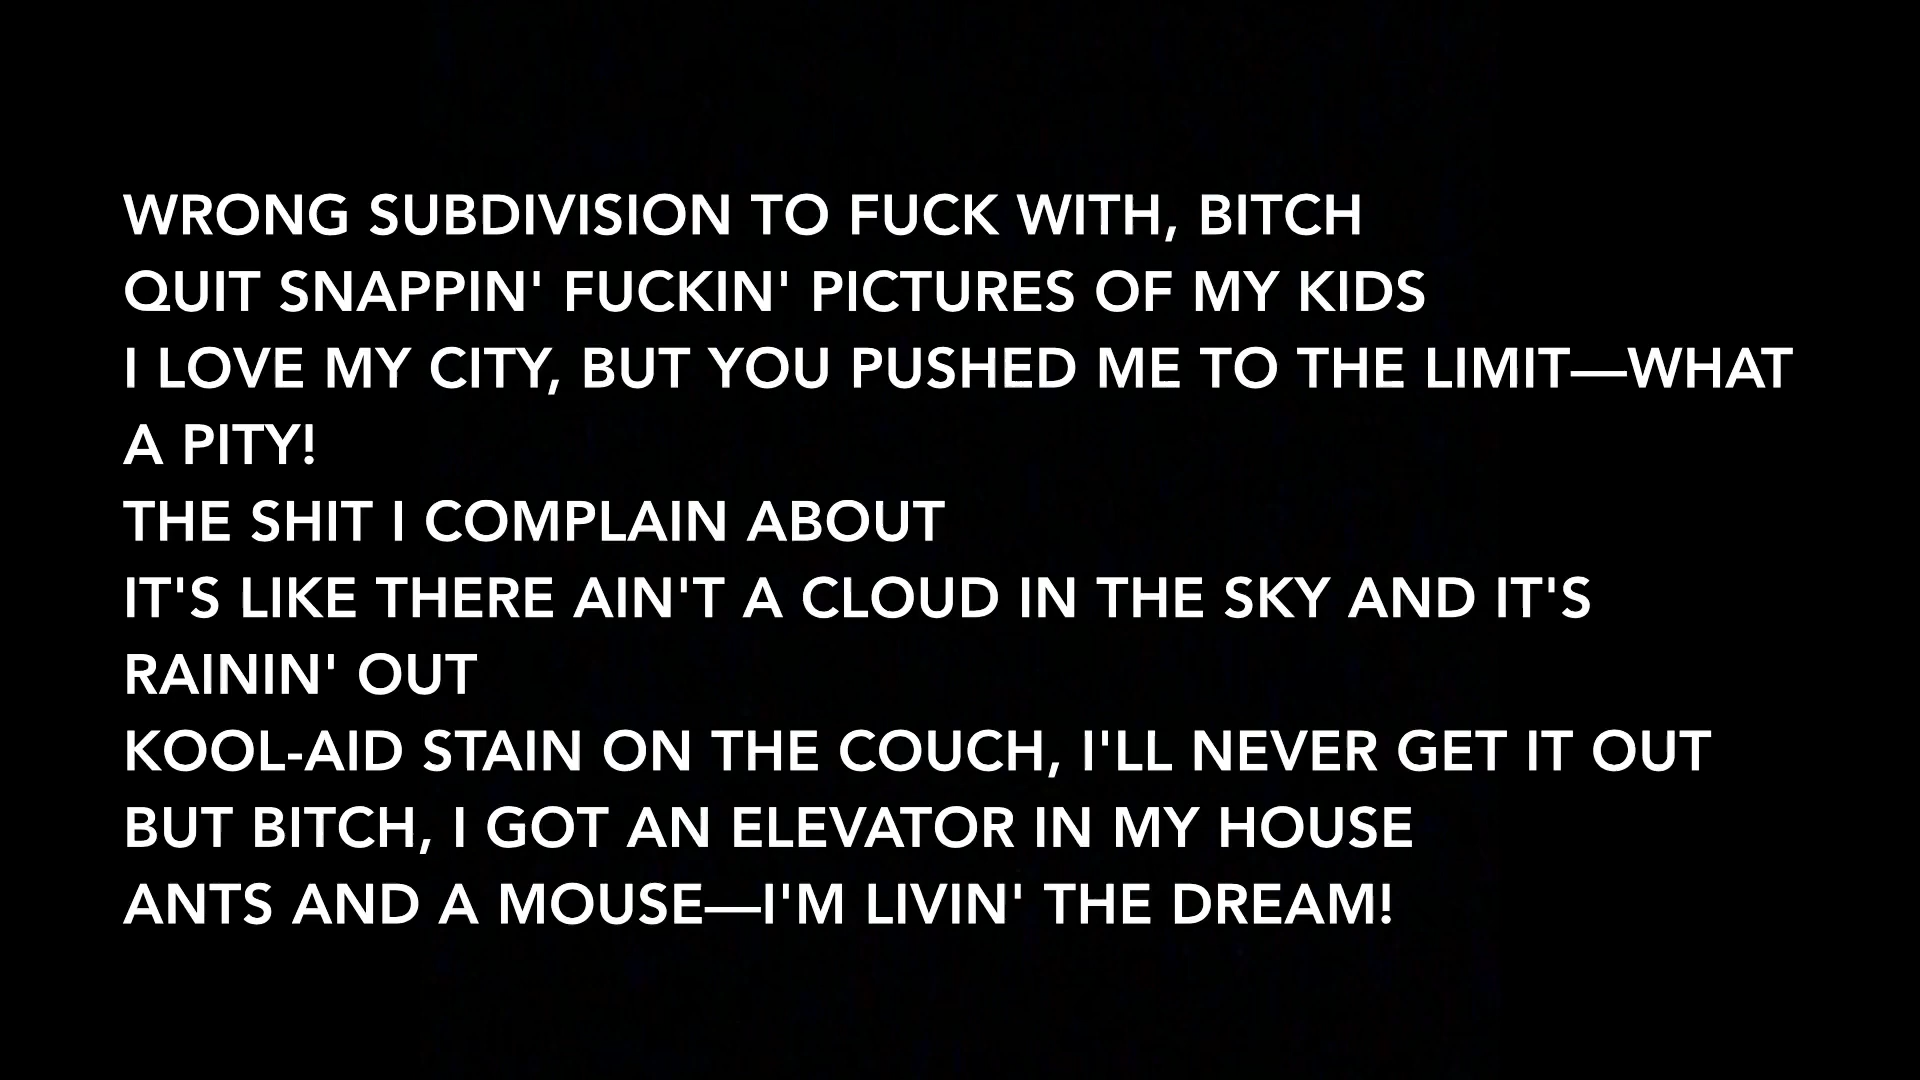 WRONG SUBDIVISION TO FUCK WITH, BITCH
QUIT SNAPPIN' FUCKIN' PICTURES OF MY KIDS
I LOVE MY CITY, BUT YOU PUSHED ME TO THE LIMIT—WHAT
A PITY!
THE SHIT I COMPLAIN ABOUT
IT'S LIKE THERE AIN'T A CLOUD IN THE SKY AND IT'S
RAININ' OUT
KOOL-AID STAIN ON THE COUCH, I'LL NEVER GET IT OUT
BUT BITCH, I GOT AN ELEVATOR IN MY HOUSE
ANTS AND A MOUSE—I'M LIVIN' THE DREAM!